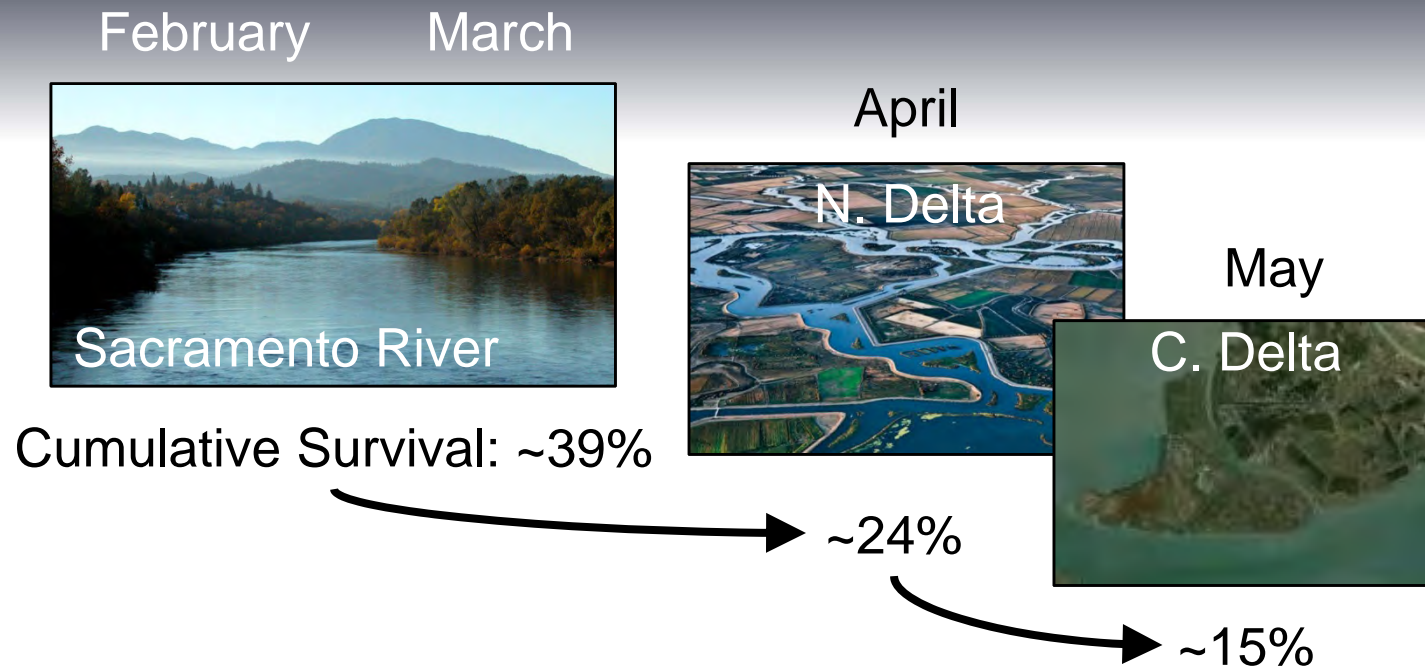 February March
April
May
Sacramento River
N. Delta
C. Delta
Cumulative Survival: ~39%
~24%
~15%